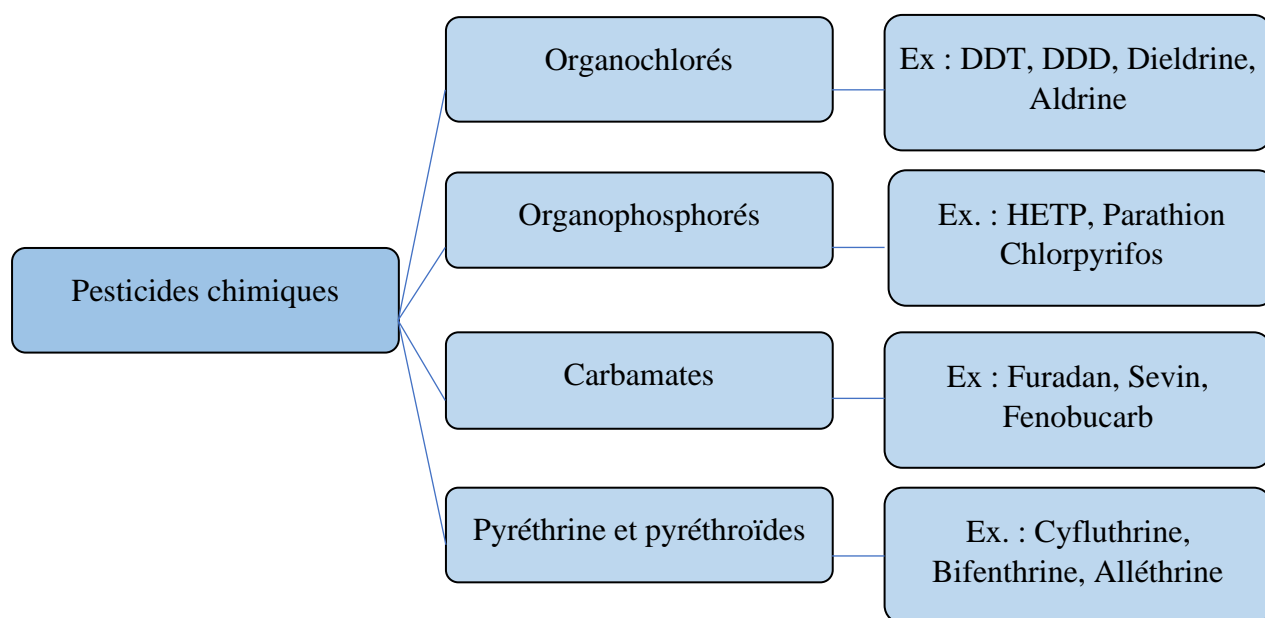 Pesticides chimiques
Organochlorés
Ex : DDT, DDD, Dieldrine,
Aldrine
Organophosphorés
Ex. : HETP, Parathion
Chlorpyrifos
Carbamates
Ex : Furadan, Sevin,
Fenobucarb
Pyréthrine et pyréthroïdes
Ex. : Cyfluthrine,
Bifenthrine, Alléthrine